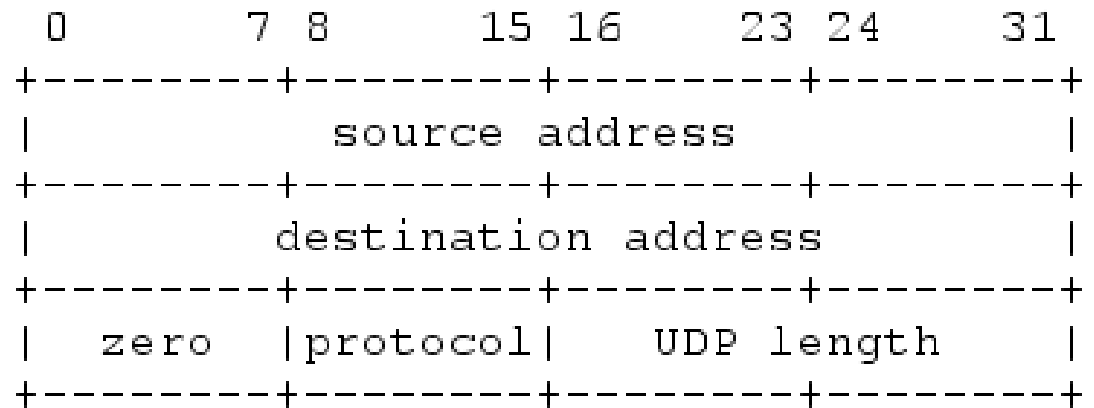 0      7 8     15 16    23 24    31
+--------+--------+--------+--------+
|          source address           |
+--------+--------+--------+--------+
|        destination address        |
+--------+--------+--------+--------+
|  zero  |protocol|   UDP length    |
+--------+--------+--------+--------+